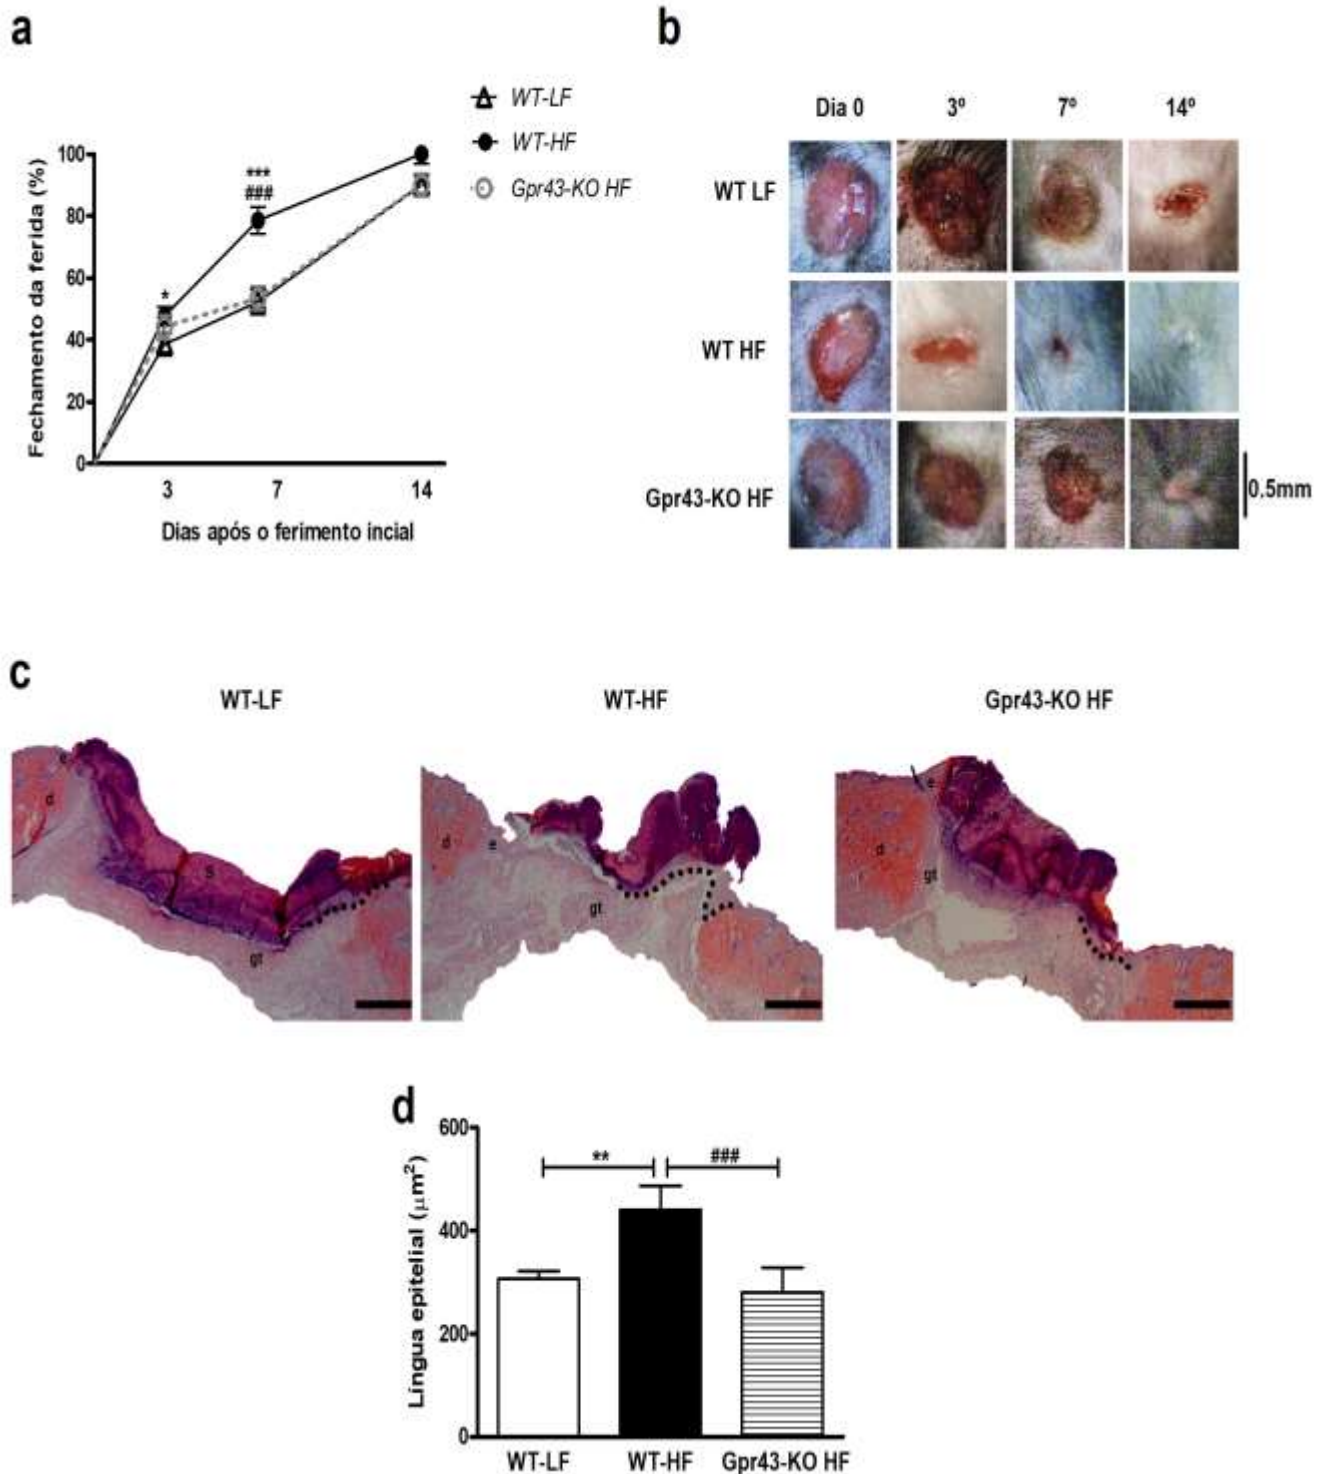 a
WT-LF
WT-HF
Gpr43-KO HF
***
###
*
Fechamento da ferida (%)
100
80
60
40
20
0
3 7 14
Dias após o ferimento incial
b
Dia 0 3º 7º 14º
WT LF
WT HF
Gpr43-KO HF
0.5mm
c
WT-LF WT-HF Gpr43-KO HF
e
d
S
gt
d
e
gt
e
d
gt
d
Língua epitelial (µm²)
600
400
200
0
** ###
WT-LF WT-HF Gpr43-KO HF